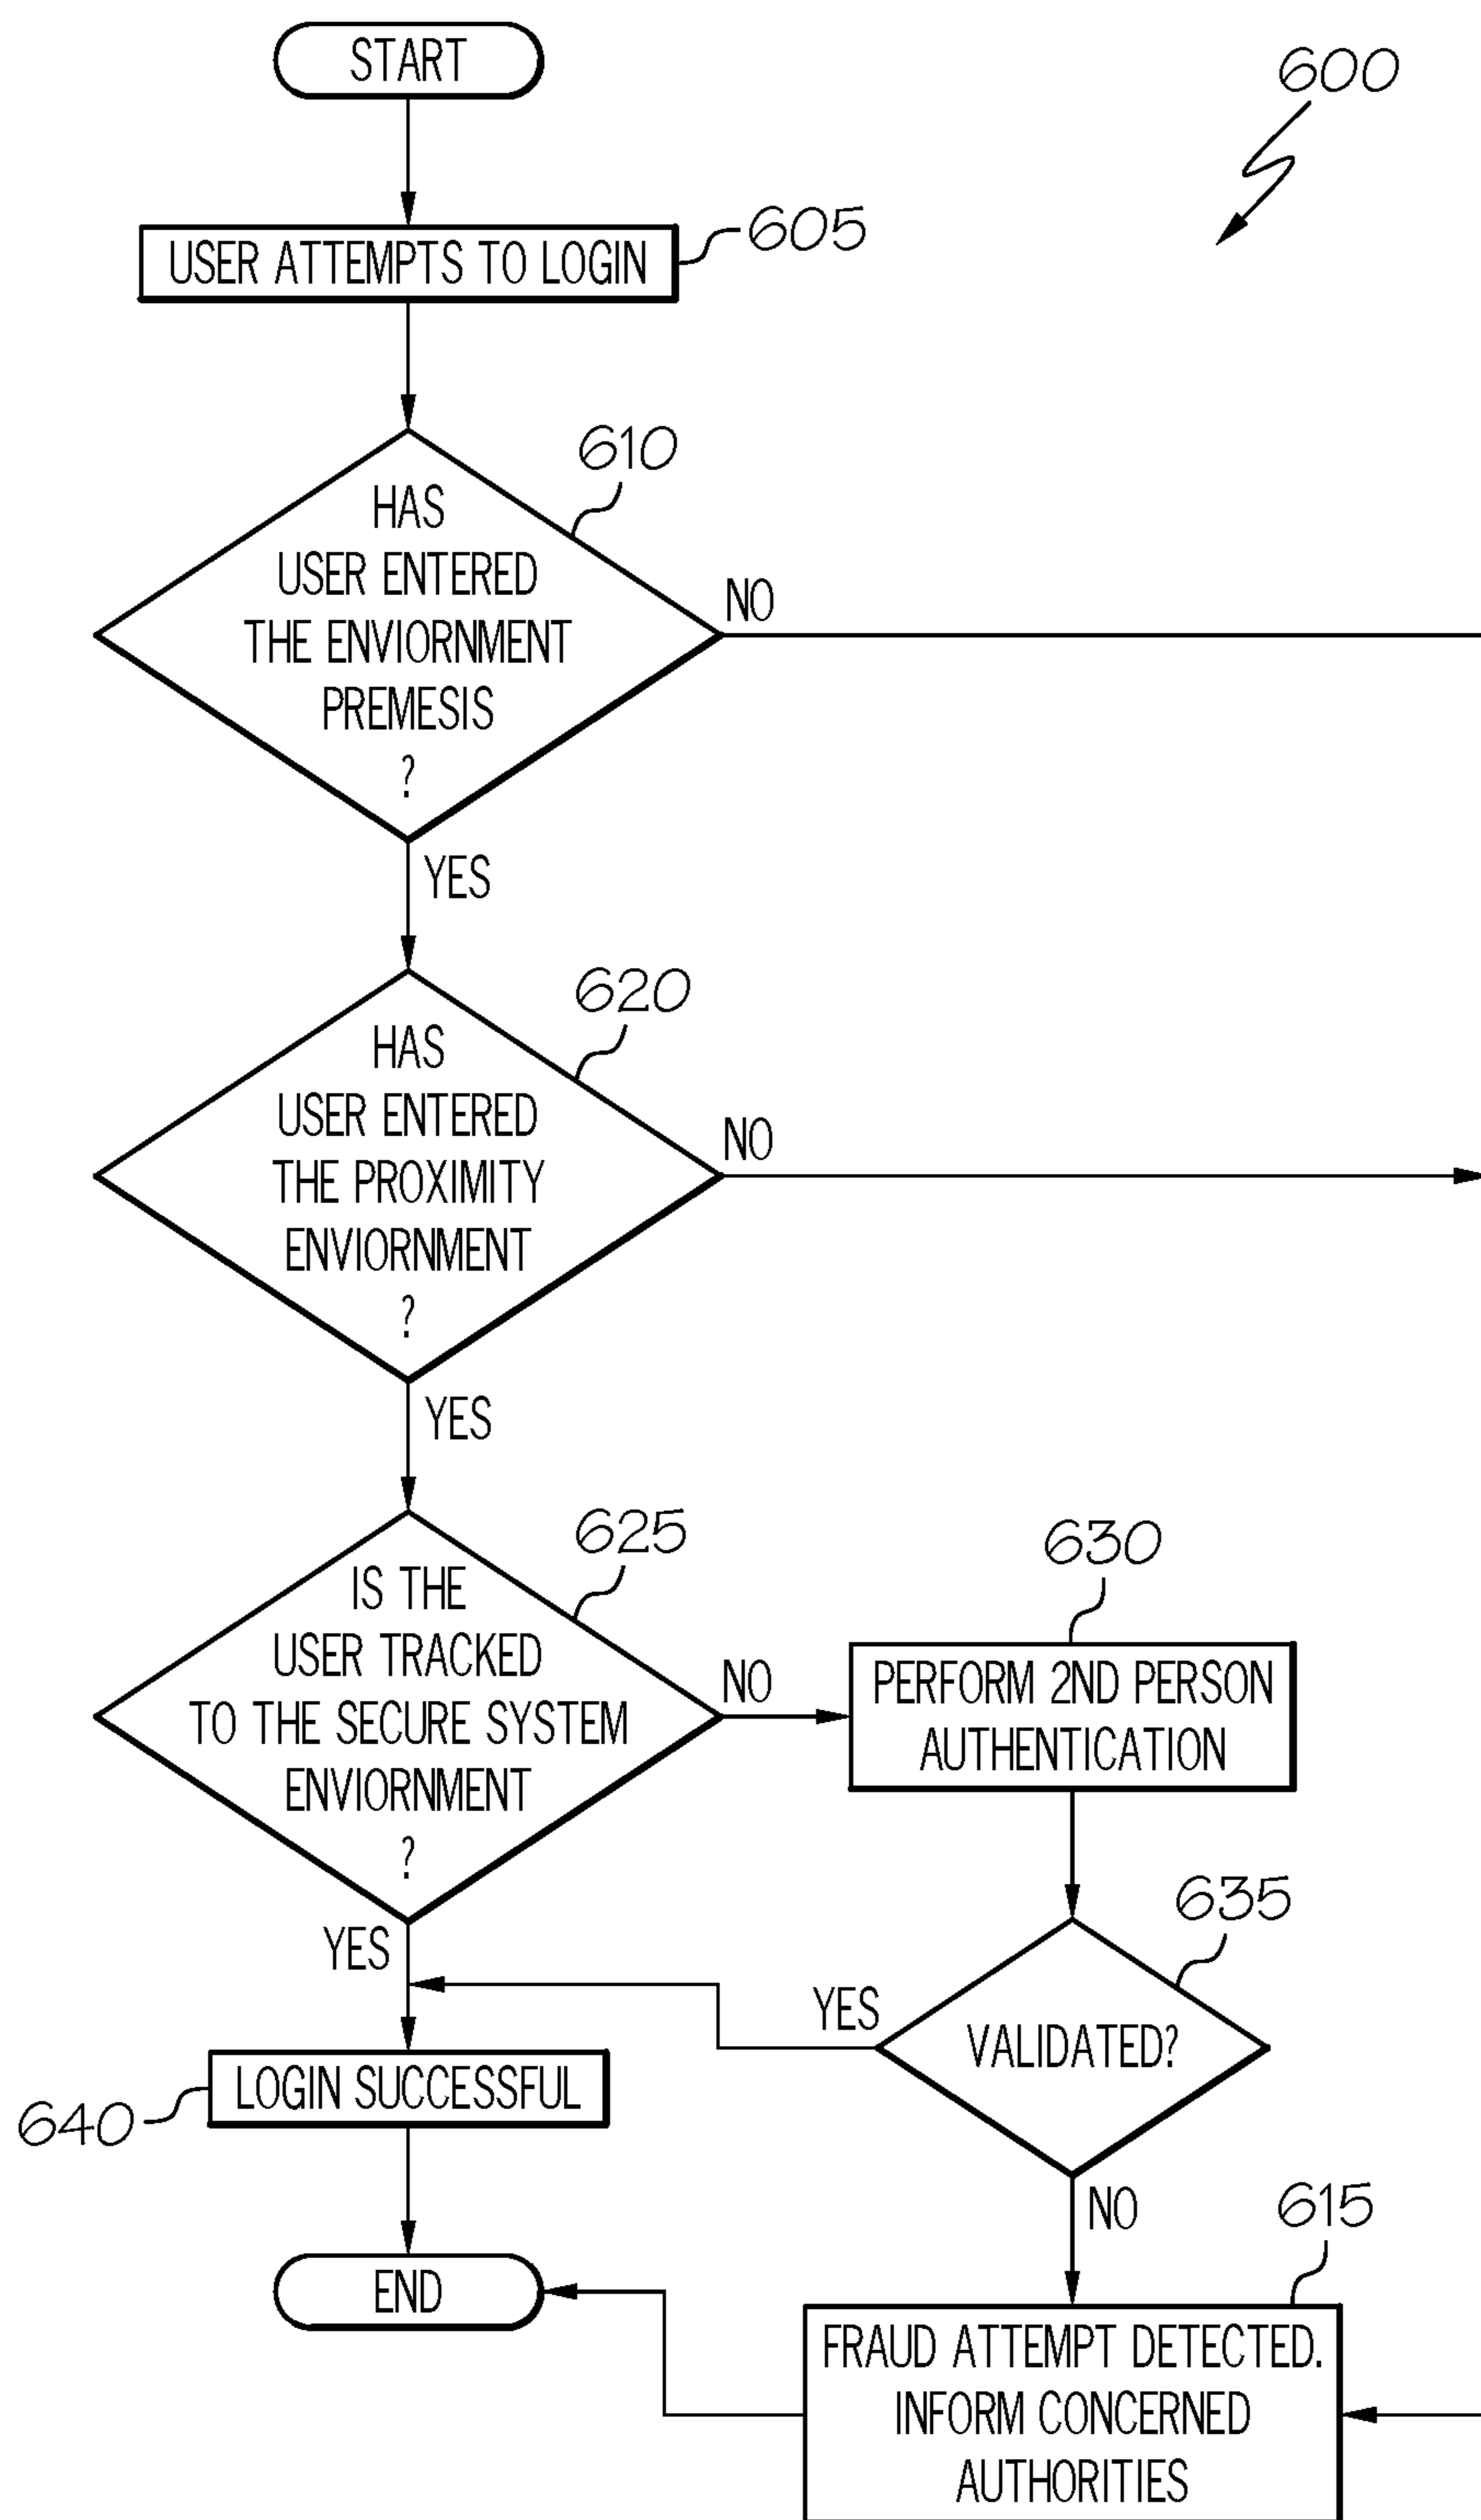 START
600
USER ATTEMPTS TO LOGIN
605
610
HAS
USER ENTERED
THE ENVIORNMENT
PREMESIS
?
NO
YES
620
HAS
USER ENTERED
THE PROXIMITY
ENVIORNMENT
?
NO
YES
625
IS THE
USER TRACKED
TO THE SECURE SYSTEM
ENVIORNMENT
?
NO
630
PERFORM 2ND PERSON
AUTHENTICATION
YES
635
VALIDATED?
YES
LOGIN SUCCESSFUL
640
NO
615
END
FRAUD ATTEMPT DETECTED.
INFORM CONCERNED
AUTHORITIES